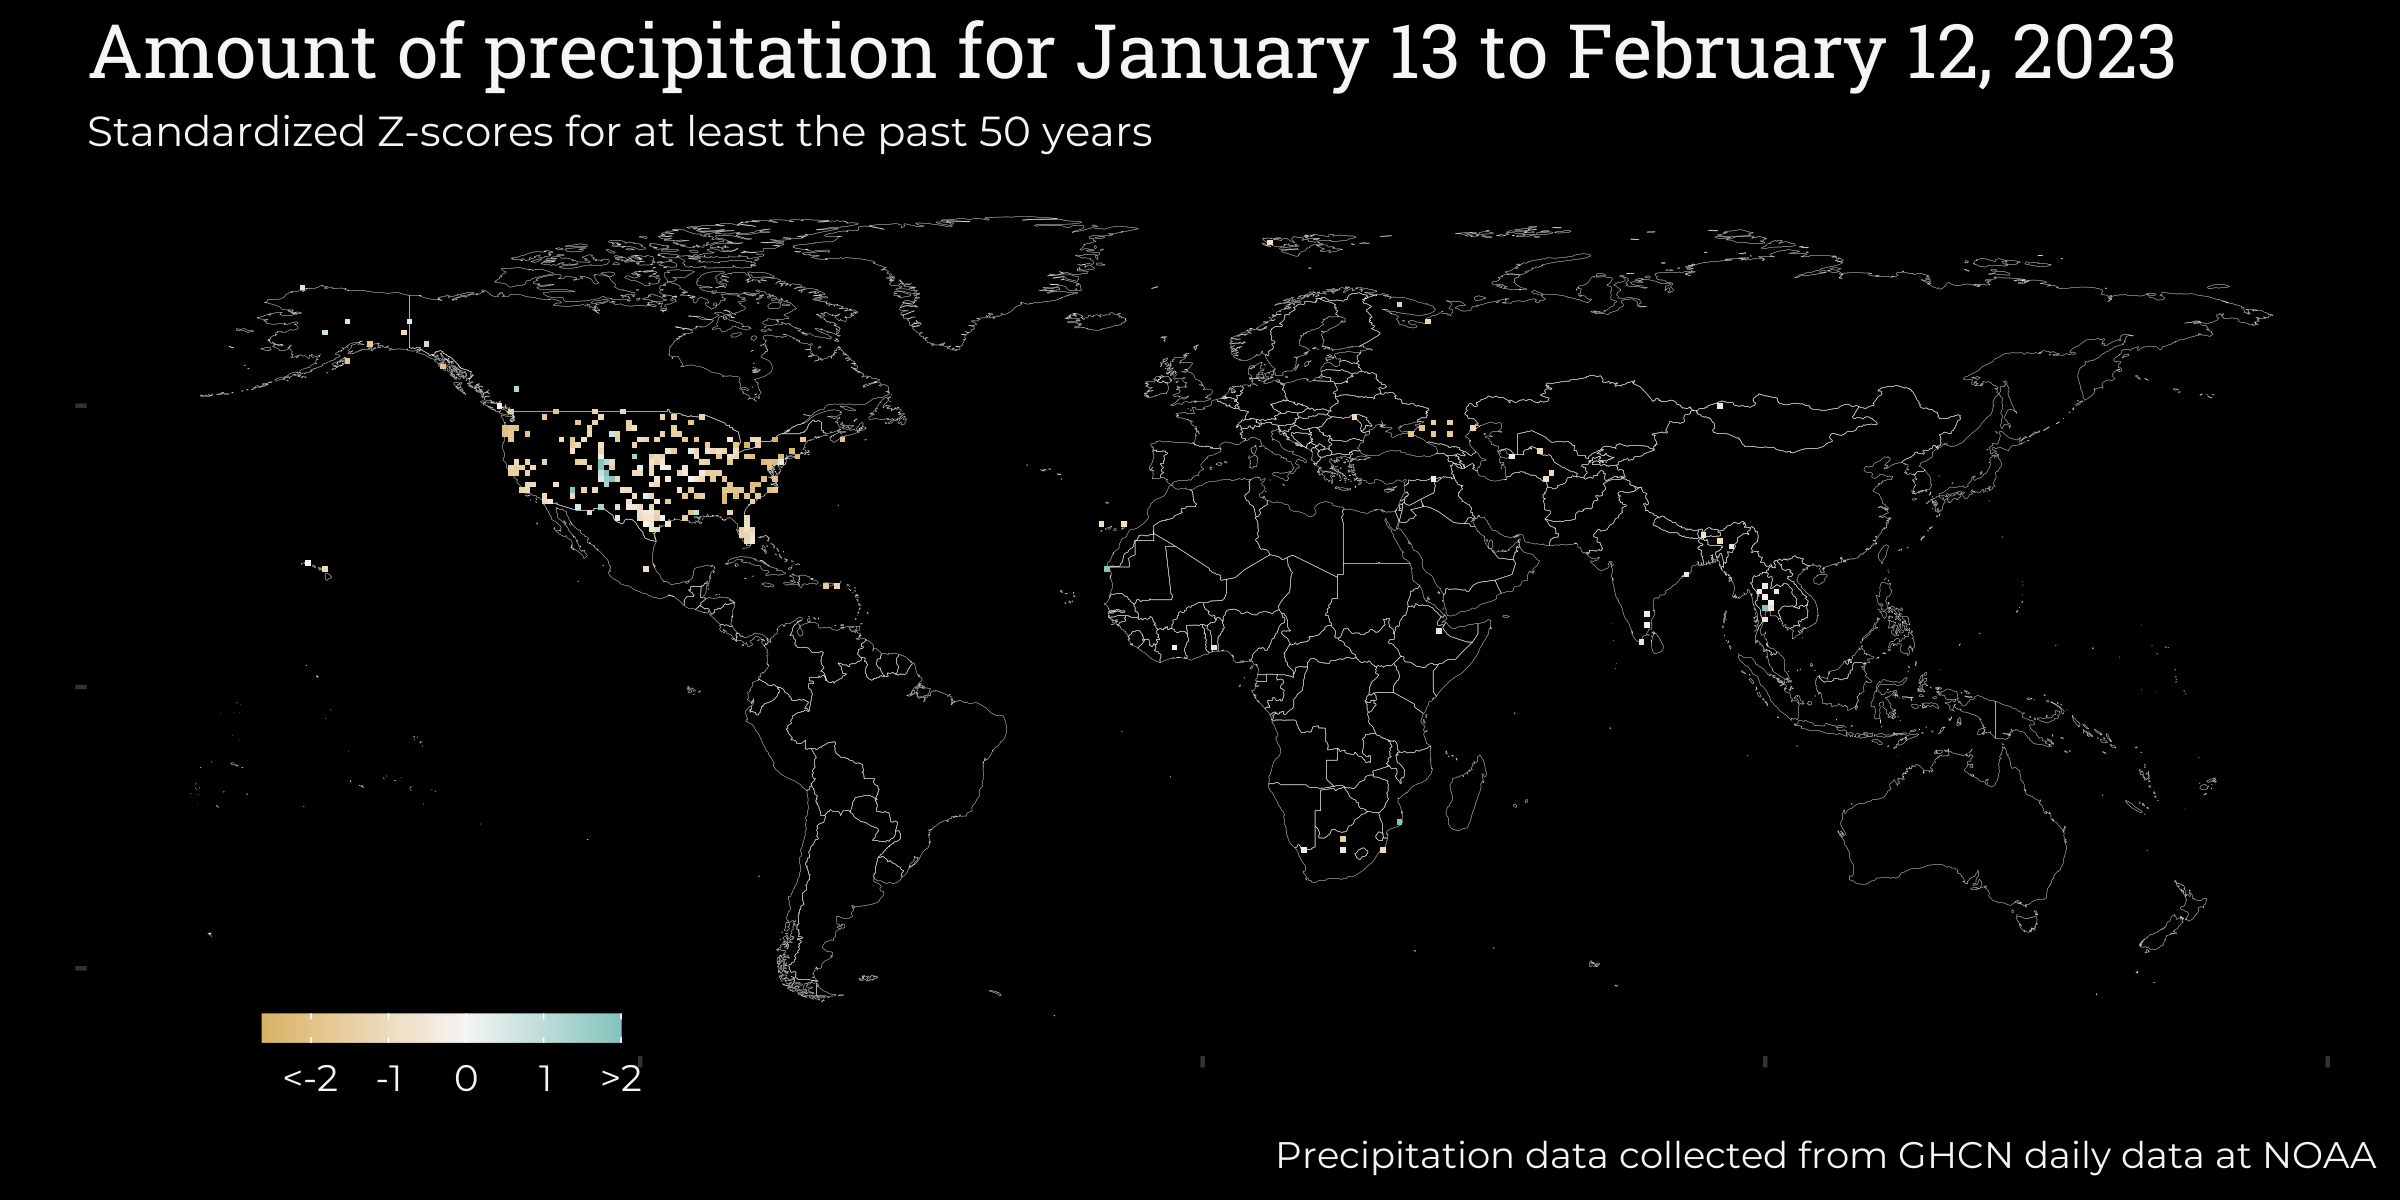 Amount of precipitation for January 13 to February 12, 2023
Standardized Z-scores for at least the past 50 years
<-2 -1 0 1 >2
Precipitation data collected from GHCN daily data at NOAA